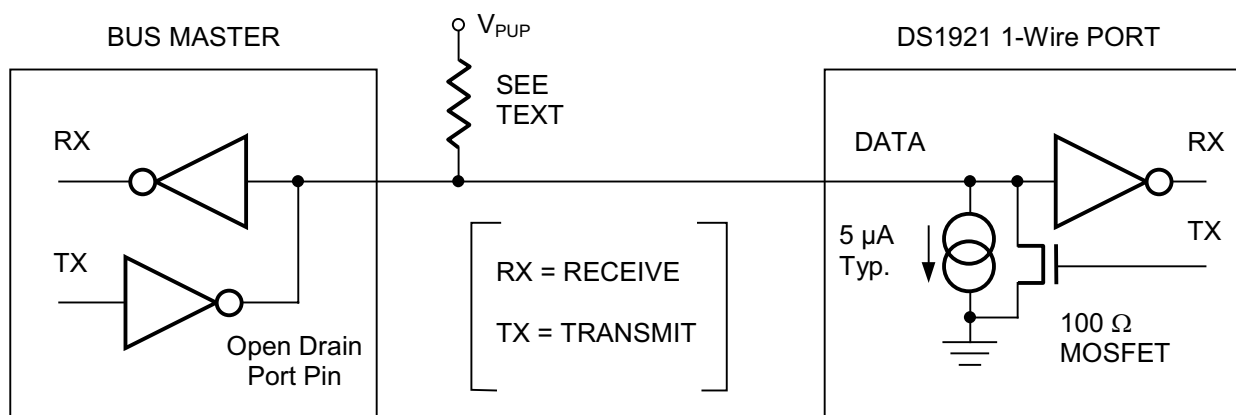 BUS MASTER
VPUP
DS1921 1-Wire PORT
SEE
TEXT
RX
DATA
RX
TX
5 µA
Typ.
TX
RX = RECEIVE
TX = TRANSMIT
Open Drain
Port Pin
100 Ω
MOSFET